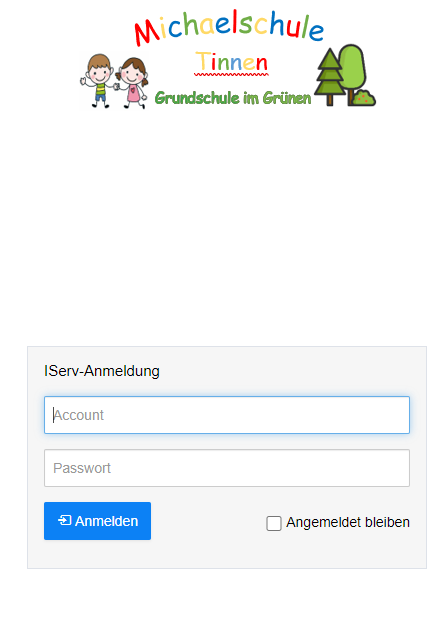 Michaelschule
Tinnen
Grundschule im Grünen
IServ-Anmeldung
Account
Passwort
Anmelden
Angemeldet bleiben